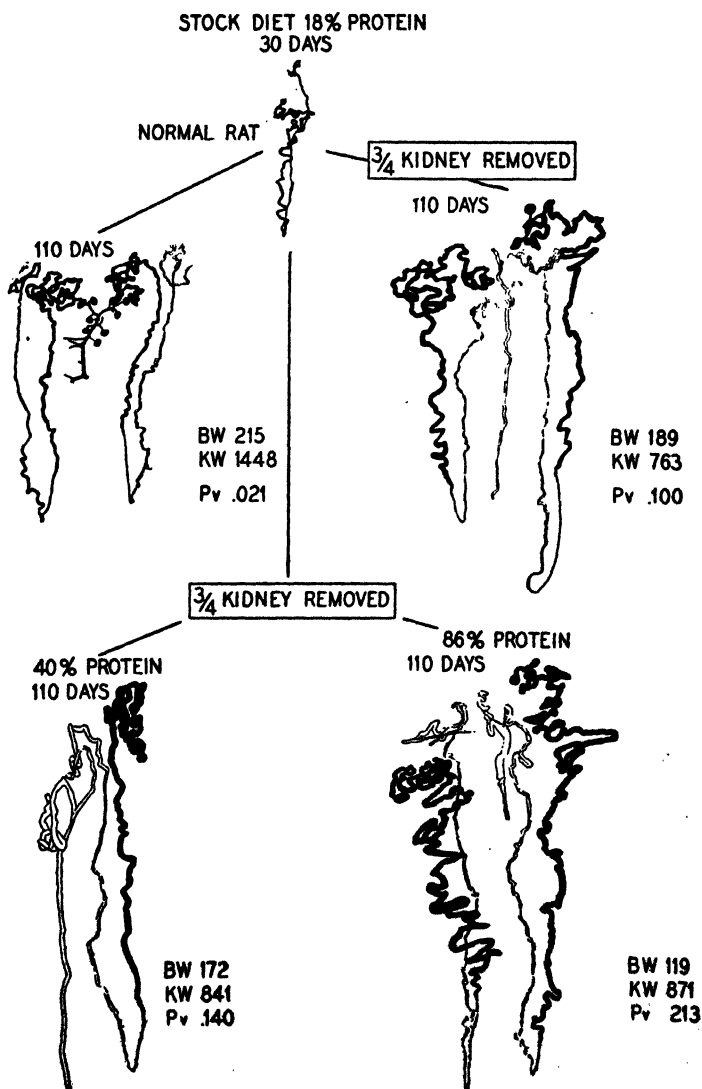 STOCK DIET 18% PROTEIN
30 DAYS
NORMAL RAT
3/4 KIDNEY REMOVED
110 DAYS
110 DAYS
BW 215
KW 1448
Pv .021
BW 189
KW 763
Pv .100
3/4 KIDNEY REMOVED
40% PROTEIN
110 DAYS
86% PROTEIN
110 DAYS
BW 172
KW 841
Pv .140
BW 119
KW 871
Pv 213